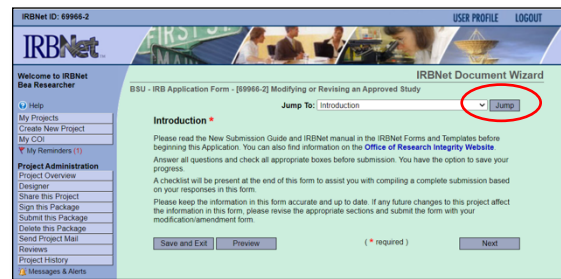 IRBNet ID: 69966-2
USER PROFILE LOGOUT
IRBNet
FIRST
MAIN
Welcome to IRBNet
Bea Researcher
IRBNet Document Wizard
BSU - IRB Application Form - [69966-2] Modifying or Revising an Approved Study
Help
My Projects
Create New Project
My COI
My Reminders (1)
Project Administration
Project Overview
Designer
Share this Project
Sign this Package
Submit this Package
Delete this Package
Send Project Mail
Reviews
Project History
Messages & Alerts
Jump To: Introduction Jump
Introduction *
Please read the New Submission Guide and IRBNet manual in the IRBNet Forms and Templates before
beginning this Application. You can also find information on the Office of Research Integrity Website.
Answer all questions and check all appropriate boxes before submission. You have the option to save your
progress.
A checklist will be present at the end of this form to assist you with compiling a complete submission based
on your responses in this form.
Please keep the information in this form accurate and up to date. If any future changes to this project affect
the information in this form, please revise the appropriate sections and submit the form with your
modification/amendment form.
Save and Exit Preview ( * required ) Next